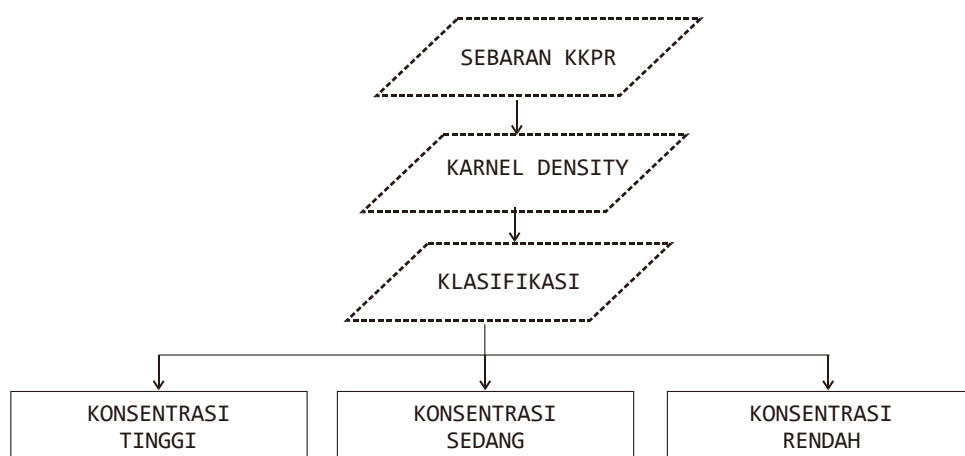 SEBARAN KKPR
KARNEL DENSITY
KLASIFIKASI
KONSENTRASI
TINGGI
KONSENTRASI
SEDANG
KONSENTRASI
RENDAH